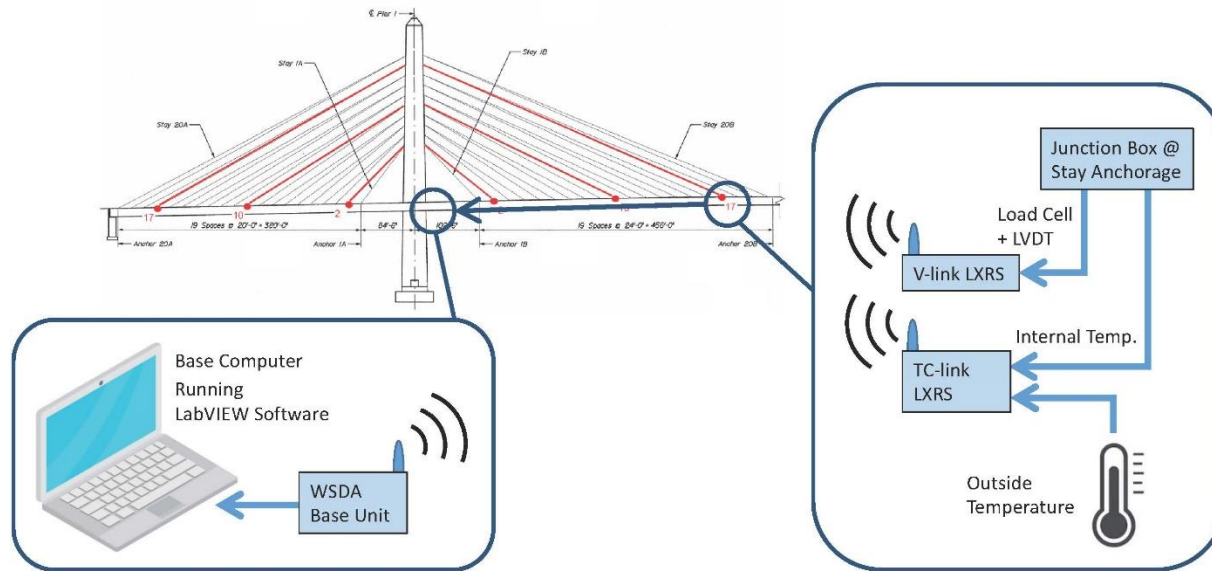 ℄ Pier 1
Stay 1A
Stay 1B
Stay 20A
Stay 20B
17
10
2
17
19 Spaces @ 20'-0" = 380'-0"
64'-6"
19 Spaces @ 24'-0" = 456'-0"
Anchor 20A
Anchor 1A
Anchor 1B
Anchor 20B
Base Computer
Running
LabVIEW Software
WSDA
Base Unit
Junction Box @
Stay Anchorage
Load Cell
+ LVDT
V-link LXRS
Internal Temp.
TC-link
LXRS
Outside
Temperature